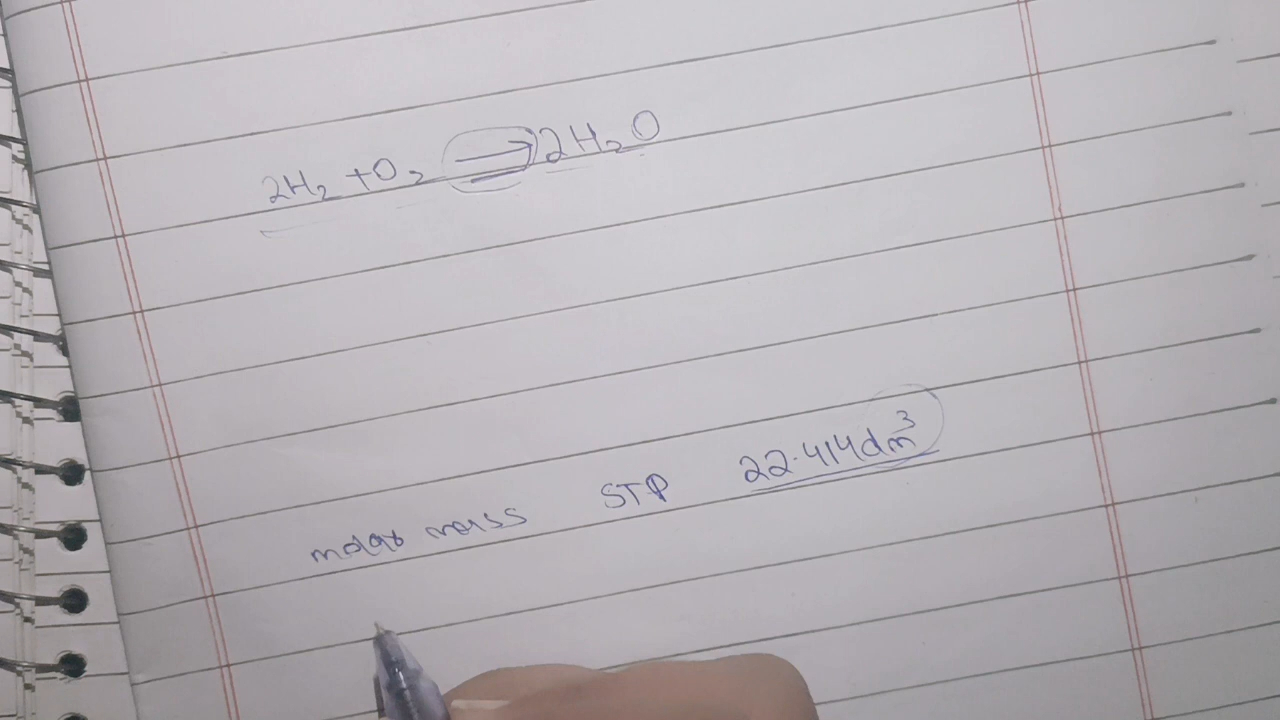 2H₂ + O₂ → 2H₂O
molar mass STP 22.414dm³